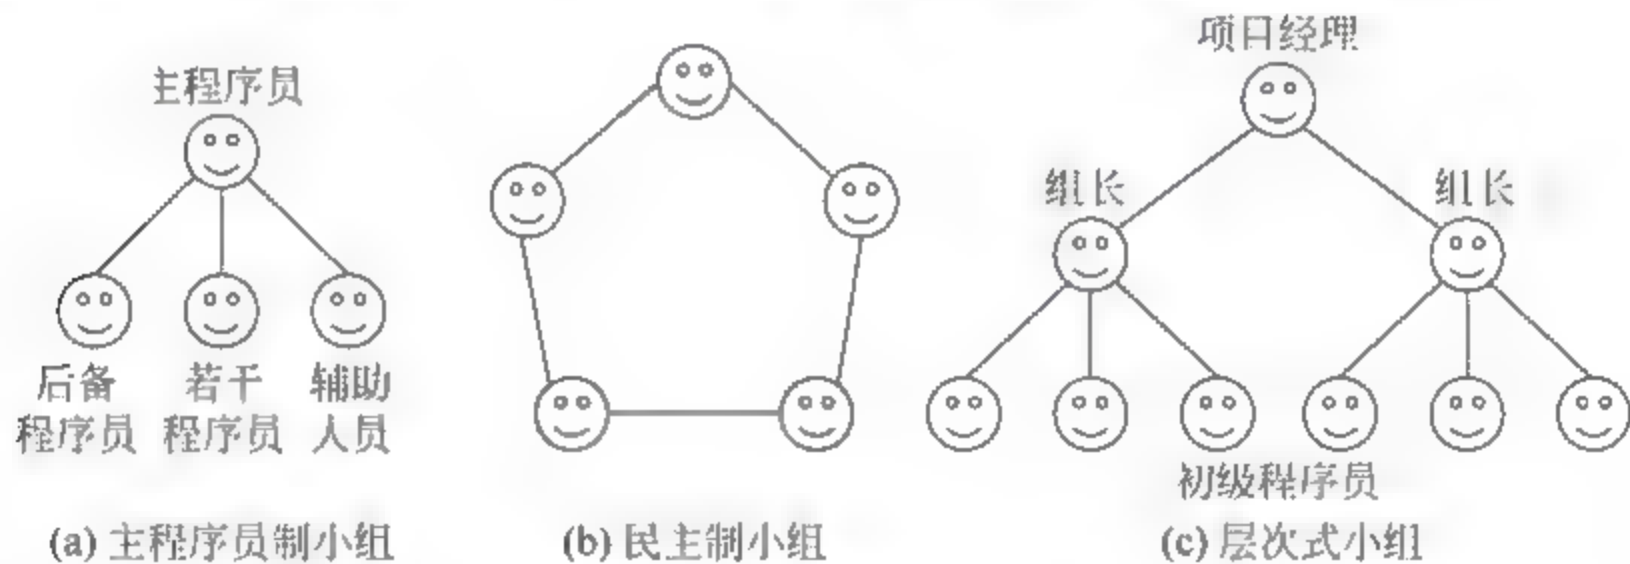 主程序员
后备
程序员
若干
程序员
辅助
人员
(a) 主程序员制小组
(b) 民主制小组
项目经理
组长
组长
初级程序员
(c) 层次式小组